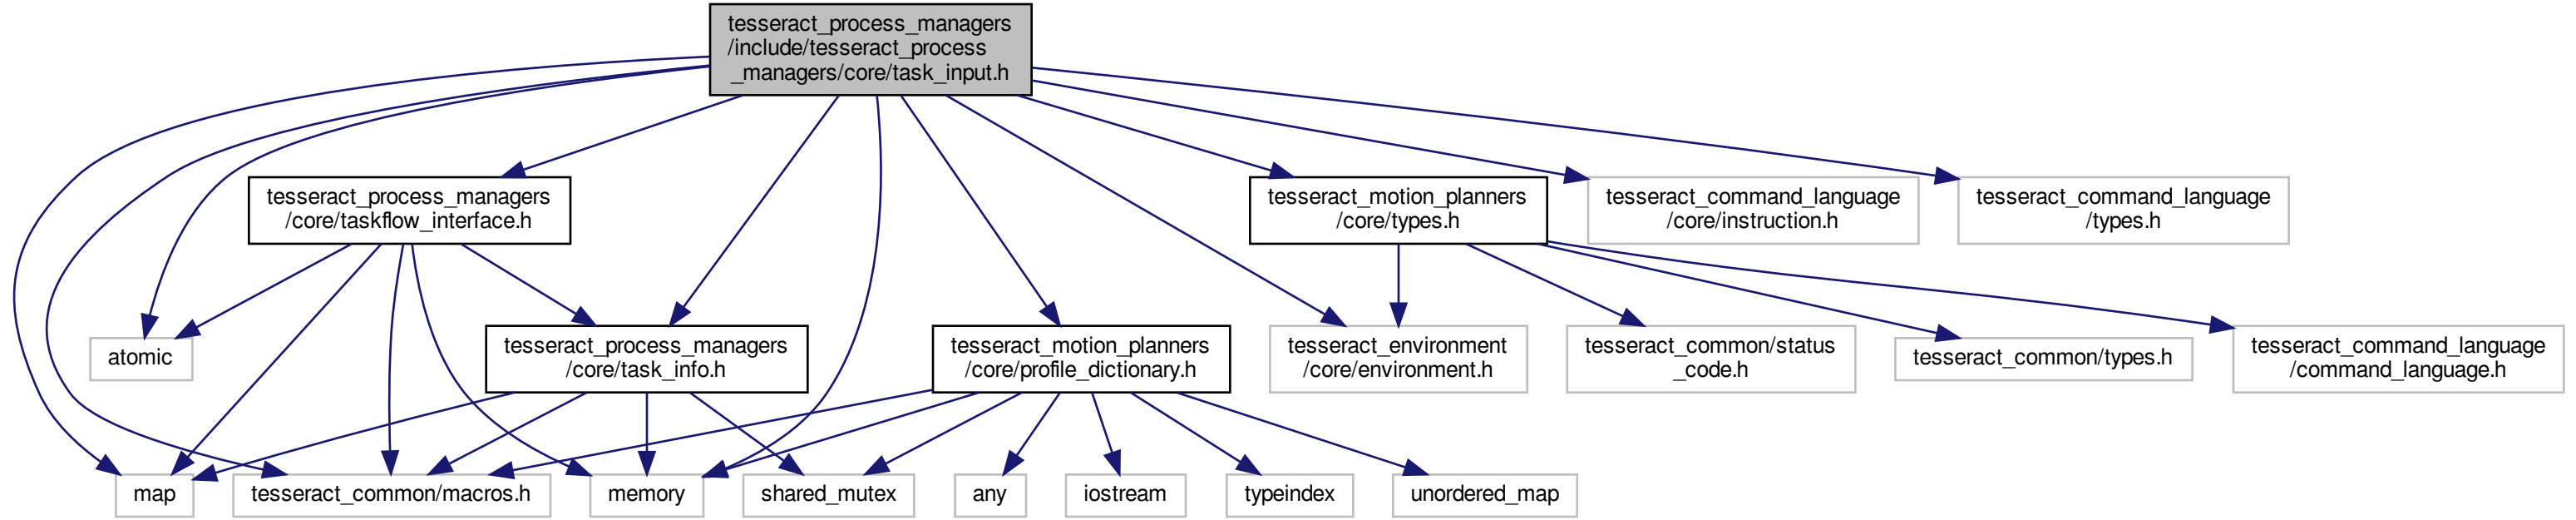 tesseract_process_managers
/include/tesseract_process
_managers/core/task_input.h
tesseract_process_managers
/core/taskflow_interface.h
tesseract_motion_planners
/core/types.h
tesseract_command_language
/core/instruction.h
tesseract_command_language
/types.h
atomic
tesseract_process_managers
/core/task_info.h
tesseract_motion_planners
/core/profile_dictionary.h
tesseract_environment
/core/environment.h
tesseract_common/status
_code.h
tesseract_common/types.h
tesseract_command_language
/command_language.h
map
tesseract_common/macros.h
memory
shared_mutex
any
iostream
typeindex
unordered_map